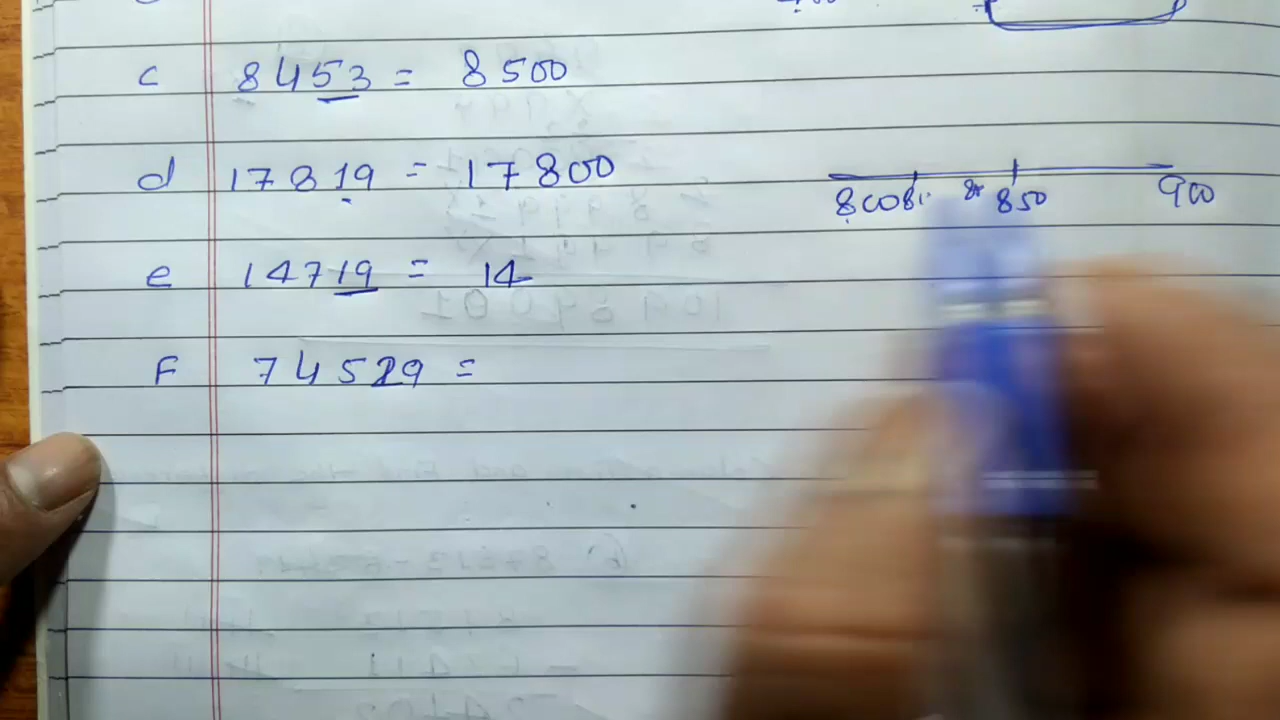 c 8453 = 8500
d 17819 = 17800
800 850 900
e 14719 = 14
F 74529 =